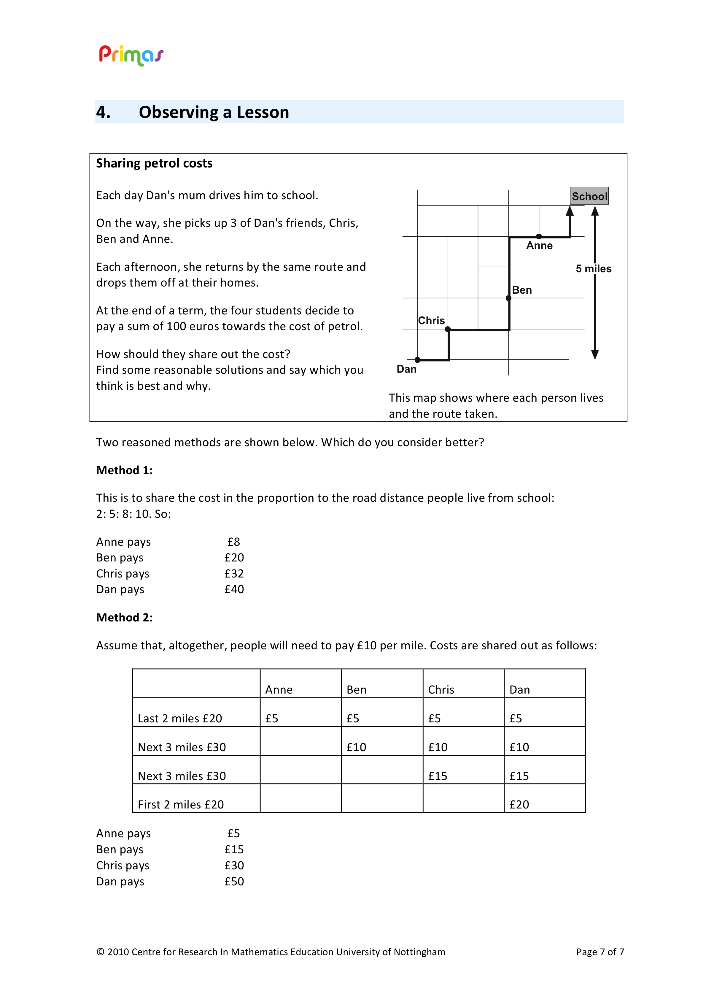 Primas
4. Observing a Lesson
Sharing petrol costs
Each day Dan's mum drives him to school.
On the way, she picks up 3 of Dan's friends, Chris,
Ben and Anne.
Each afternoon, she returns by the same route and
drops them off at their homes.
At the end of a term, the four students decide to
pay a sum of 100 euros towards the cost of petrol.
How should they share out the cost?
Find some reasonable solutions and say which you
think is best and why.
School
Anne
5 miles
Ben
Chris
Dan
This map shows where each person lives
and the route taken.
Two reasoned methods are shown below. Which do you consider better?
Method 1:
This is to share the cost in the proportion to the road distance people live from school:
2: 5: 8: 10. So:
Anne pays £8
Ben pays £20
Chris pays £32
Dan pays £40
Method 2:
Assume that, altogether, people will need to pay £10 per mile. Costs are shared out as follows:
Anne Ben Chris Dan
Last 2 miles £20 £5 £5 £5 £5
Next 3 miles £30 £10 £10 £10
Next 3 miles £30 £15 £15
First 2 miles £20 £20
Anne pays £5
Ben pays £15
Chris pays £30
Dan pays £50
© 2010 Centre for Research In Mathematics Education University of Nottingham Page 7 of 7